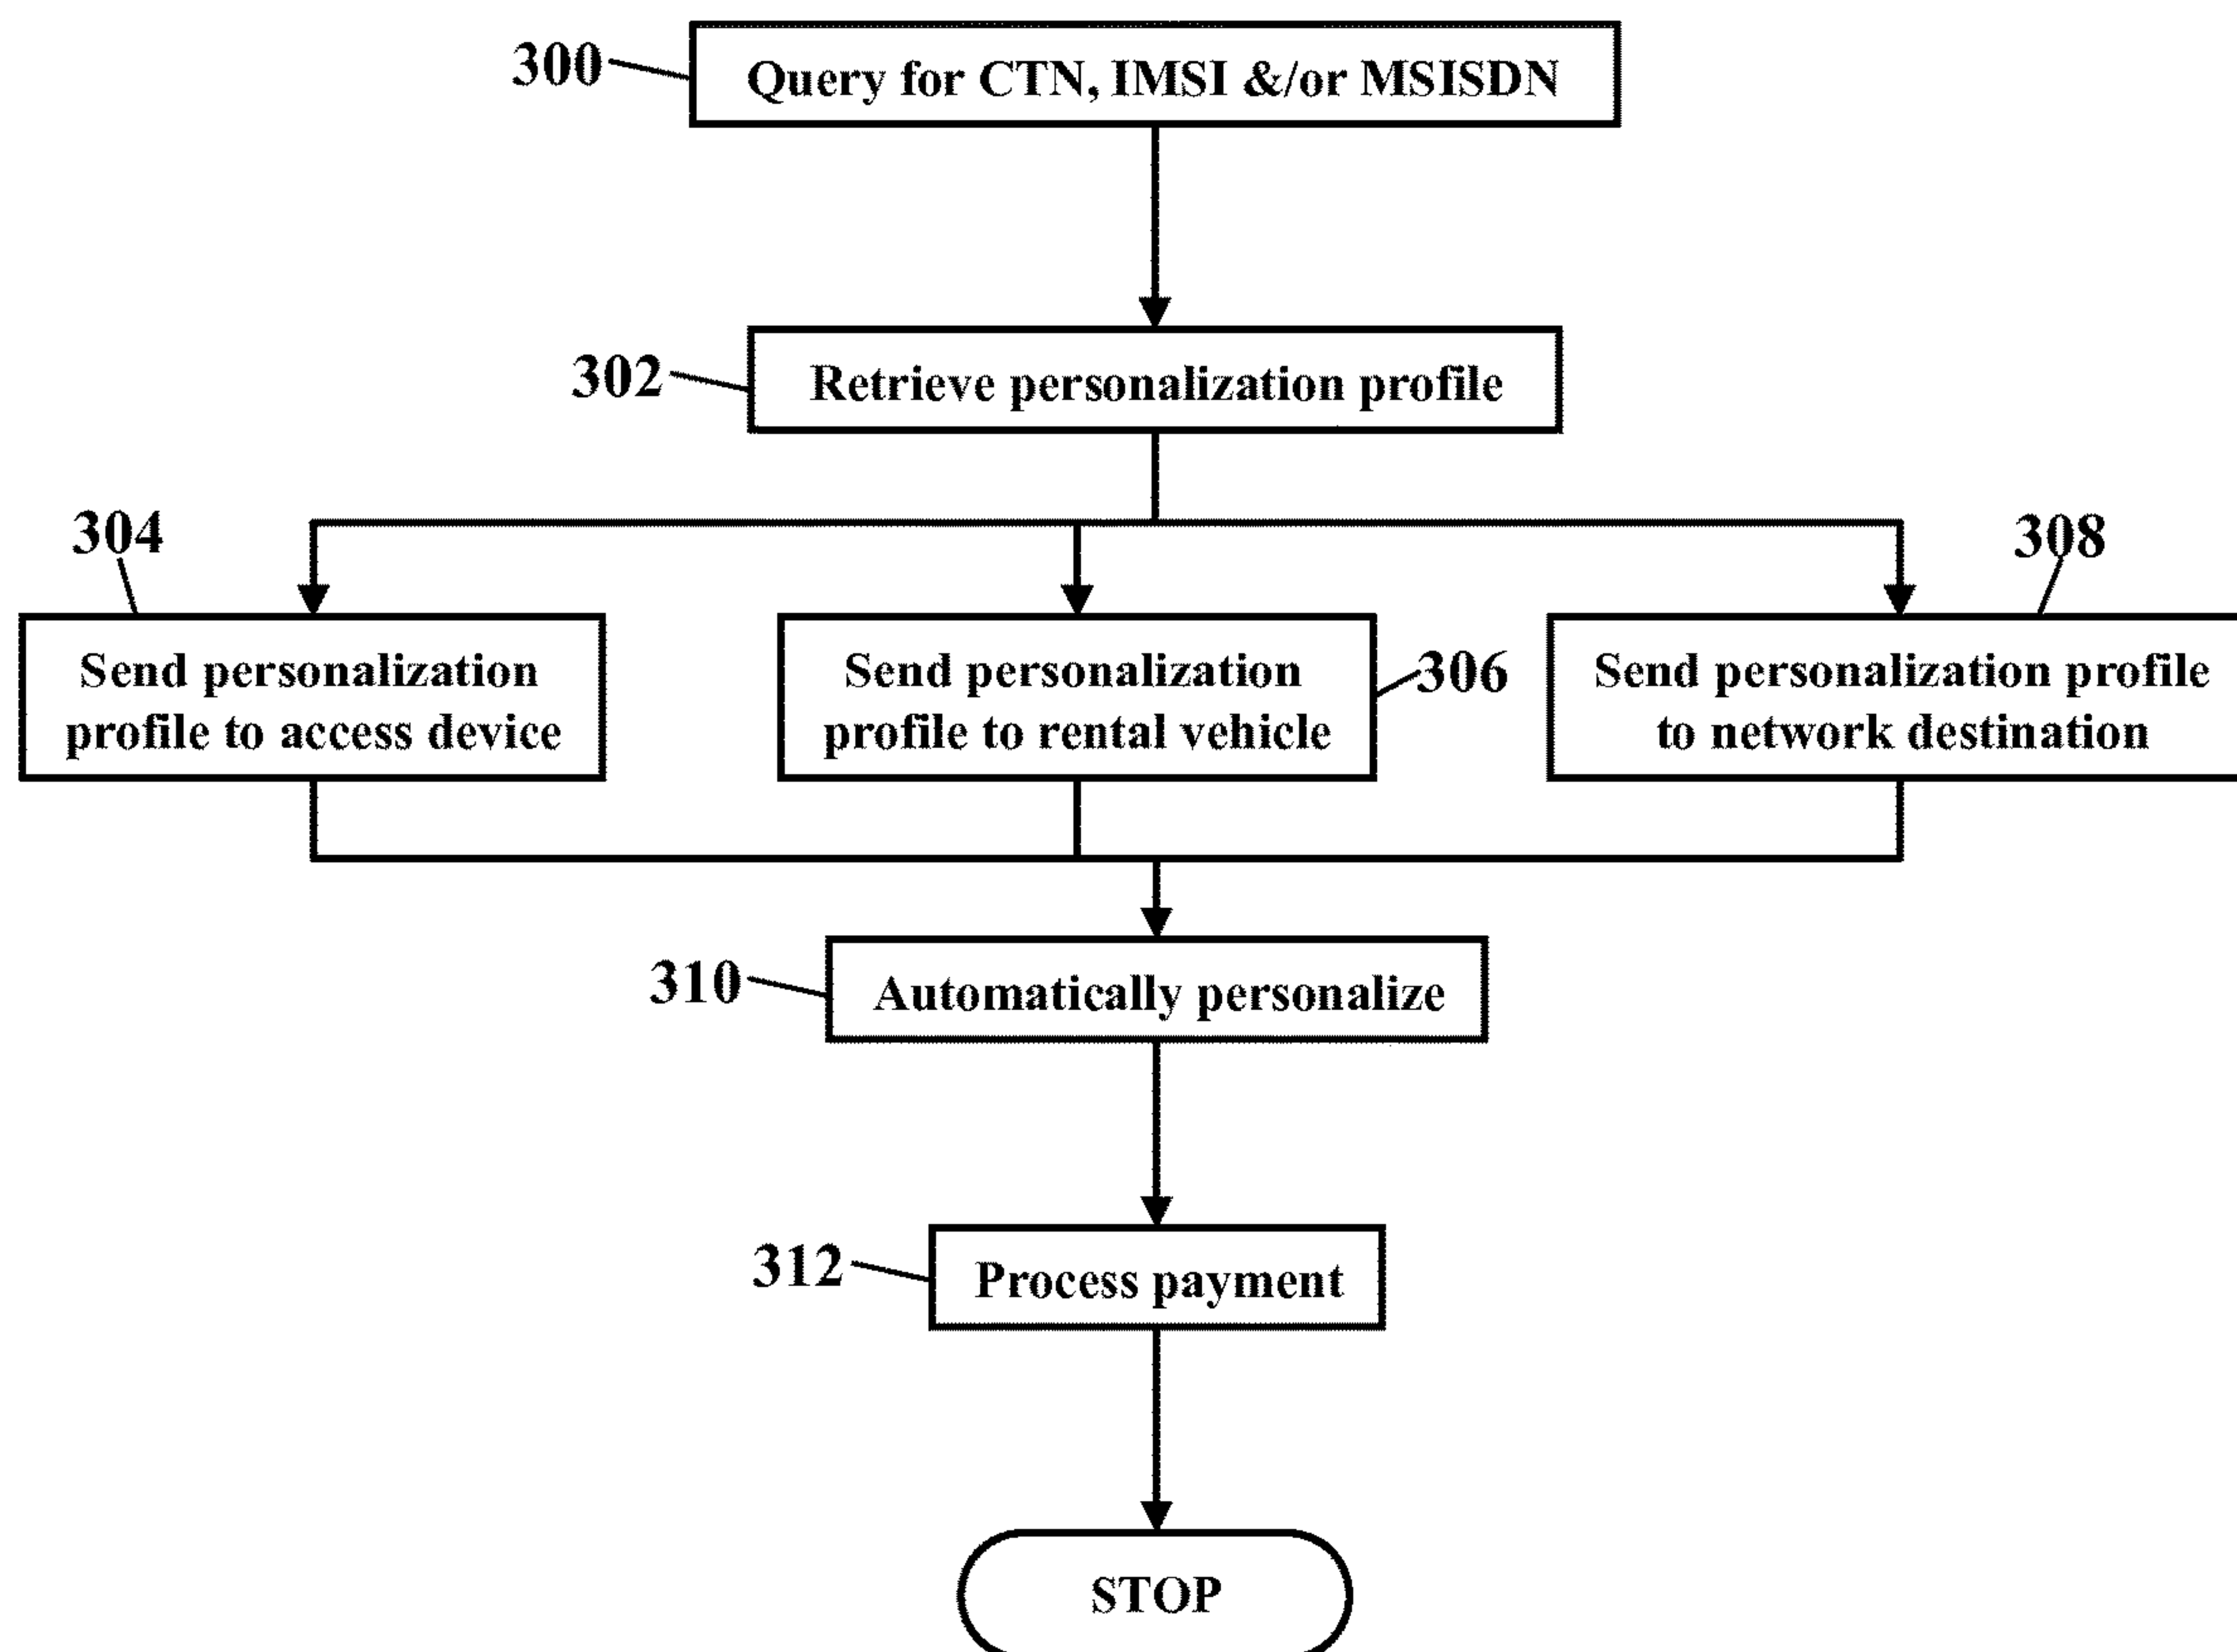 300
Query for CTN, IMSI &/or MSISDN
302
Retrieve personalization profile
304
308
Send personalization
profile to access device
Send personalization
profile to rental vehicle
306
Send personalization profile
to network destination
310
Automatically personalize
312
Process payment
STOP